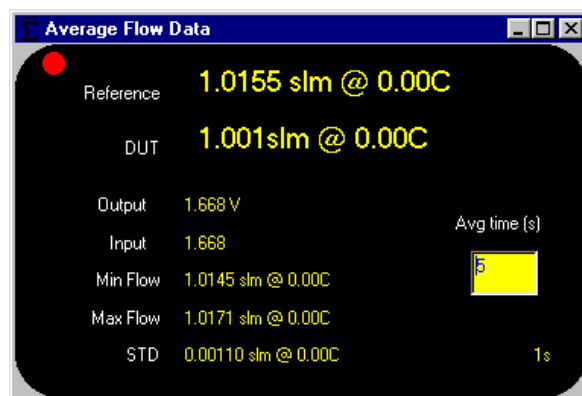 Average Flow Data
Reference 1.0155 slm @ 0.00C
DUT 1.001slm @ 0.00C
Output 1.668 V
Avg time (s)
Input 1.668
5
Min Flow 1.0145 slm @ 0.00C
Max Flow 1.0171 slm @ 0.00C
STD 0.00110 slm @ 0.00C 1s